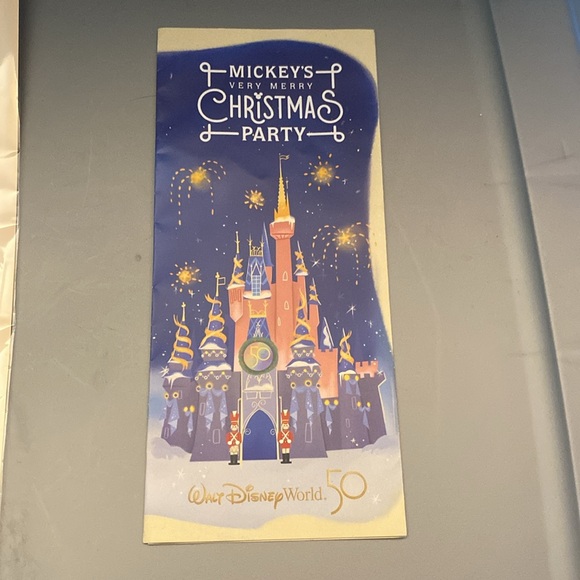 MICKEY'S
VERY MERRY
CHRISTMAS
PARTY
50
WALT DISNEY World. 50